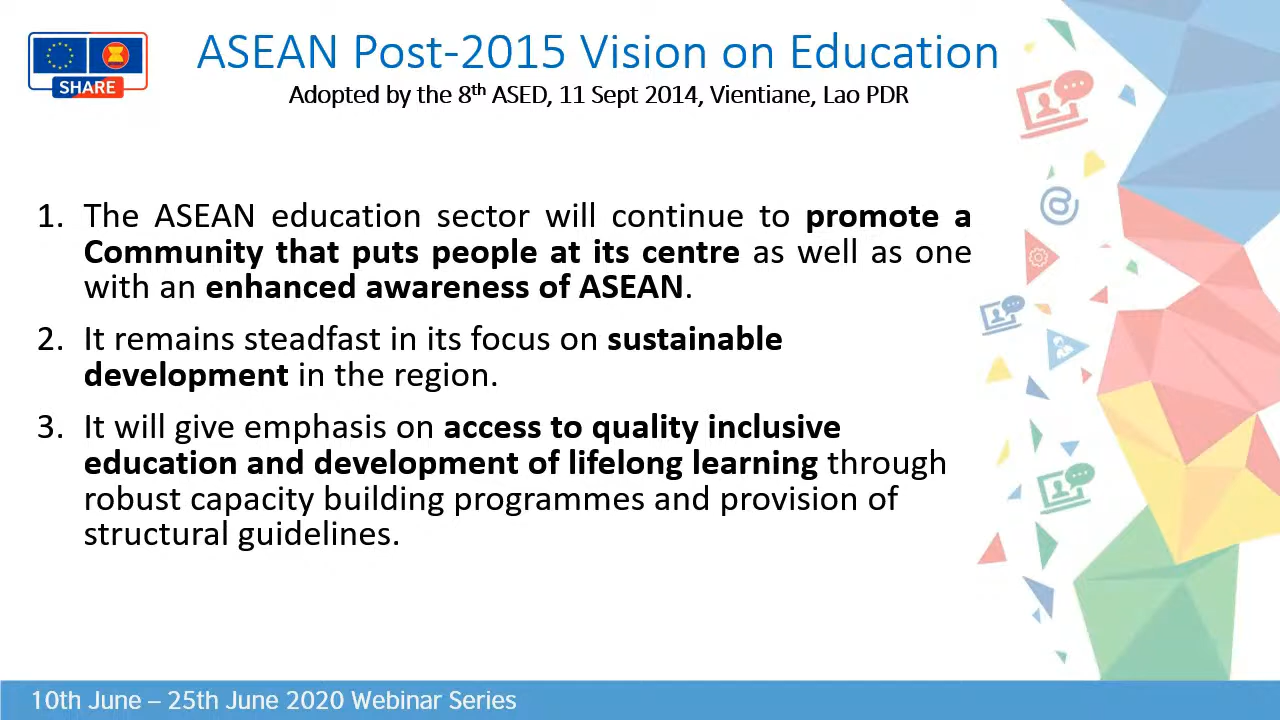 SHARE
ASEAN Post-2015 Vision on Education
Adopted by the 8th ASED, 11 Sept 2014, Vientiane, Lao PDR
1. The ASEAN education sector will continue to promote a
Community that puts people at its centre as well as one
with an enhanced awareness of ASEAN.
2. It remains steadfast in its focus on sustainable
development in the region.
3. It will give emphasis on access to quality inclusive
education and development of lifelong learning through
robust capacity building programmes and provision of
structural guidelines.
@
10th June – 25th June 2020 Webinar Series